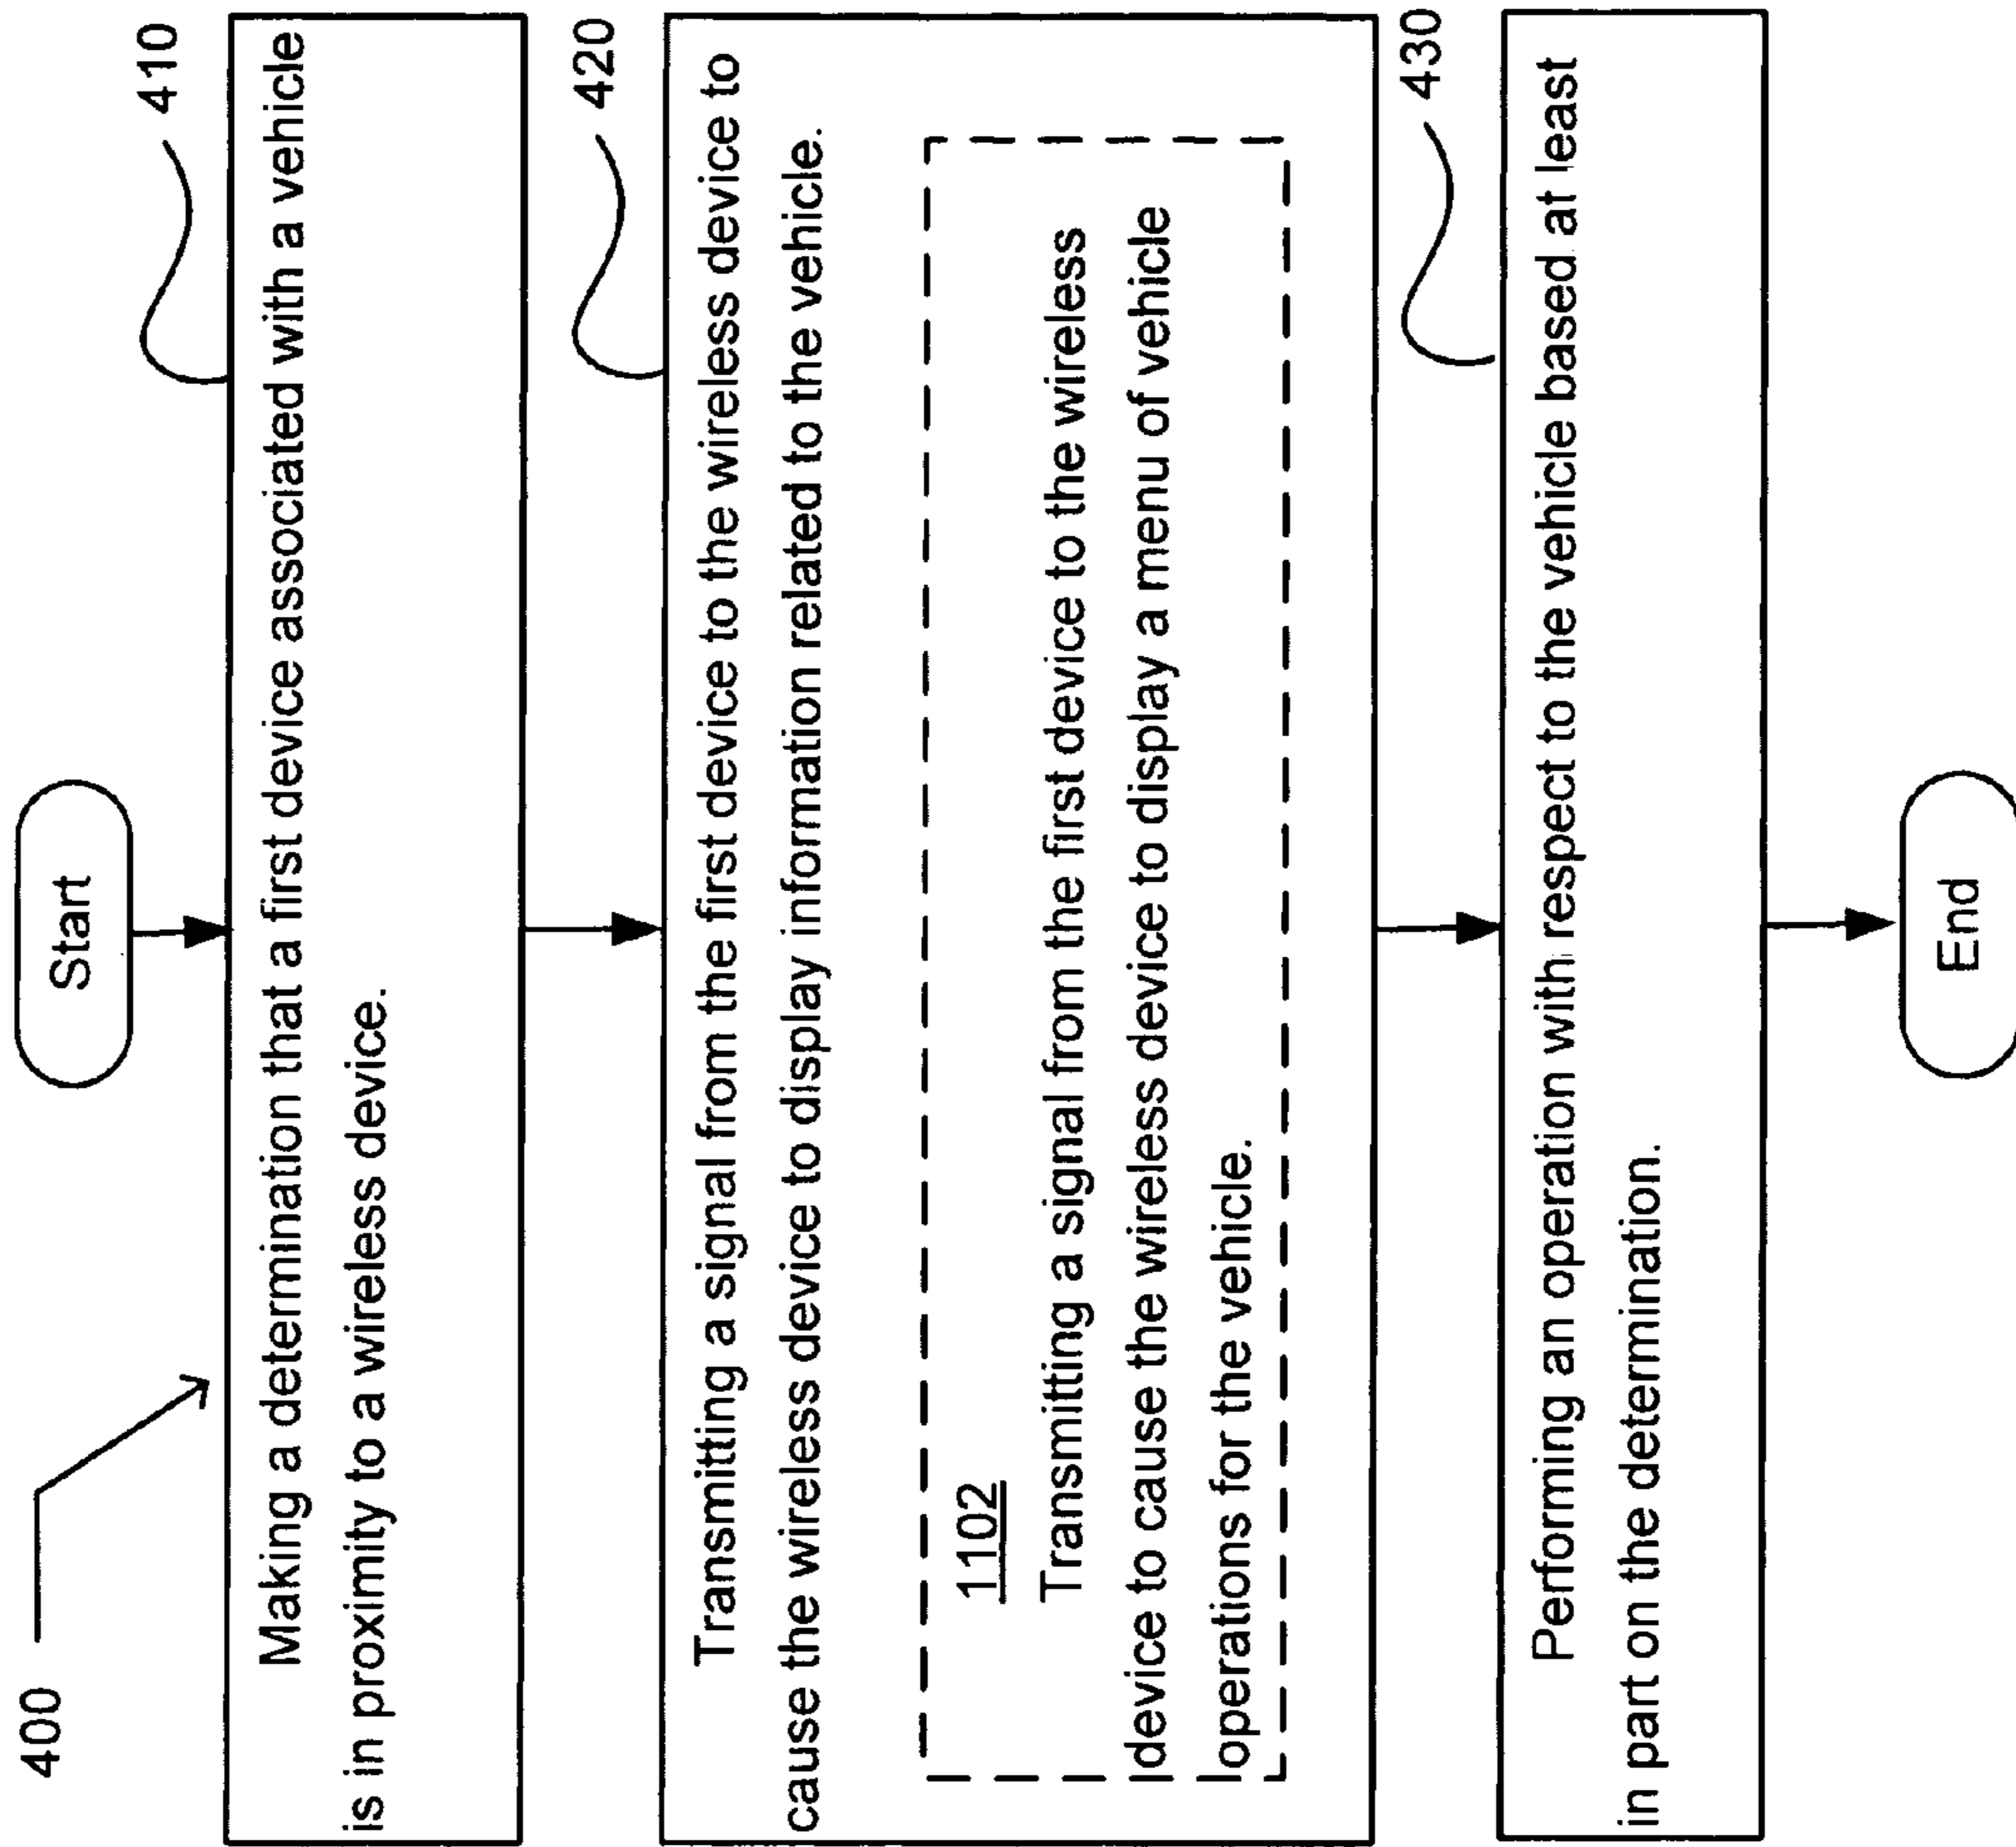 400
Start
410
Making a determination that a first device associated with a vehicle
is in proximity to a wireless device.
420
Transmitting a signal from the first device to the wireless device to
cause the wireless device to display information related to the vehicle.
1102
Transmitting a signal from the first device to the wireless
device to cause the wireless device to display a menu of vehicle
operations for the vehicle.
430
Performing an operation with respect to the vehicle based at least
in part on the determination.
End